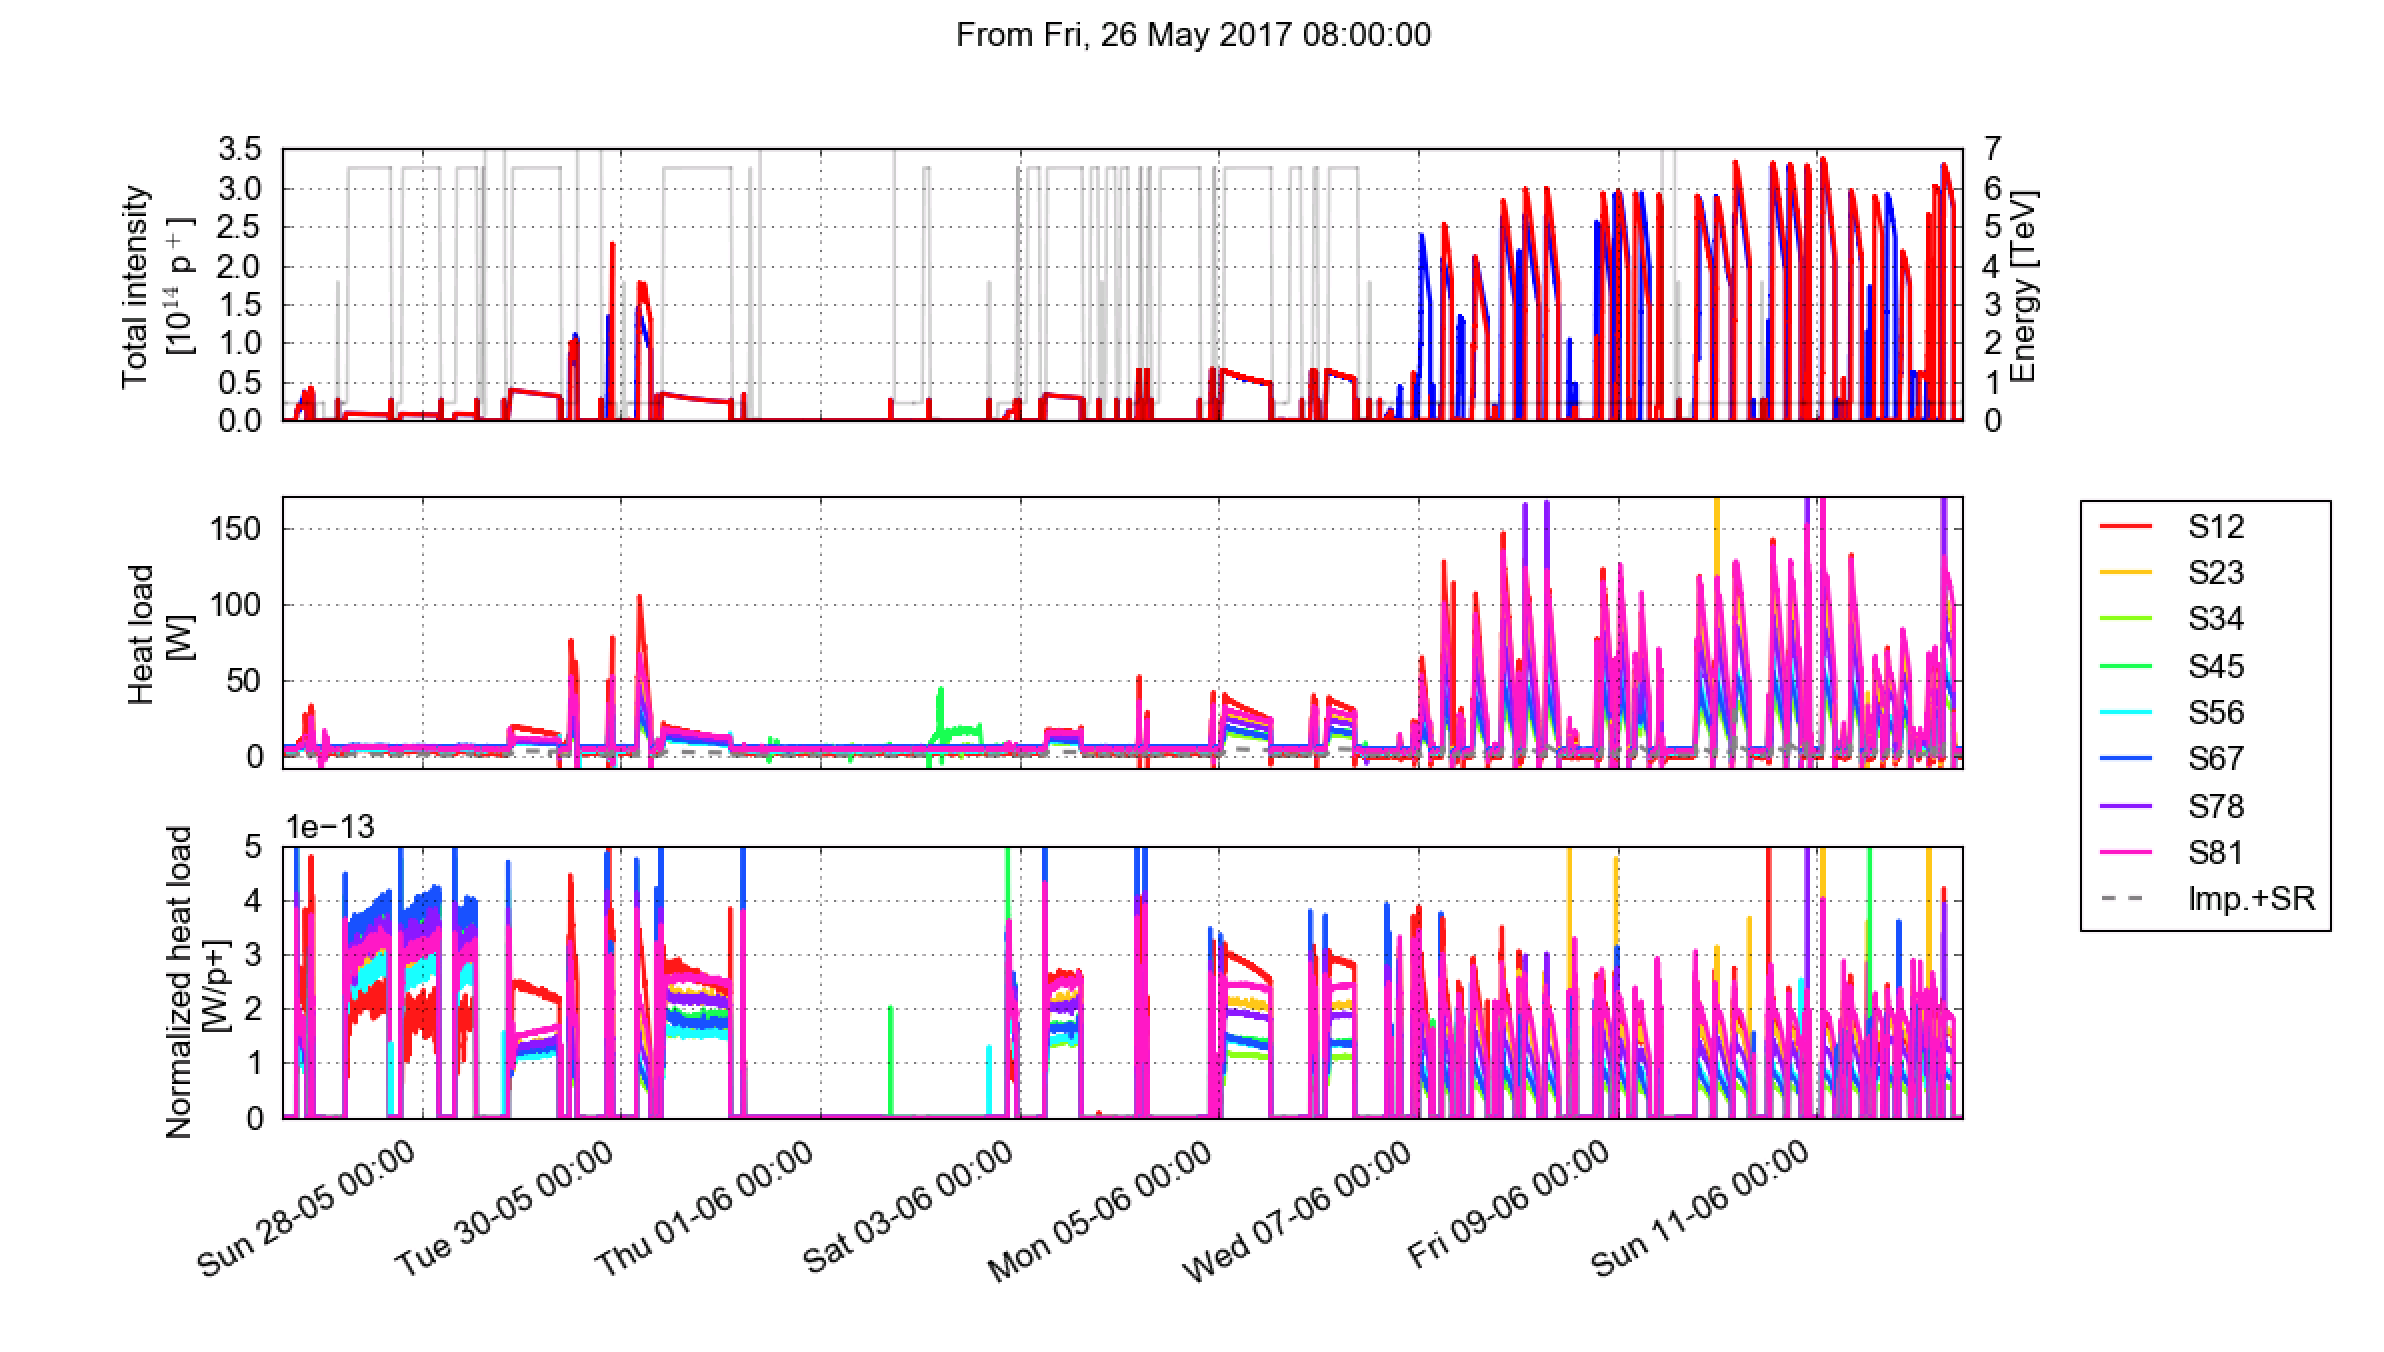 From Fri, 26 May 2017 08:00:00
Total intensity
[10¹⁴ p⁺]
3.5
3.0
2.5
2.0
1.5
1.0
0.5
0.0
7
6
5
4
3
2
1
0
Energy [TeV]
Heat load
[W]
150
100
50
0
S12
S23
S34
S45
S56
S67
S78
S81
Imp.+SR
Normalized heat load
[W/p+]
1e−13
5
4
3
2
1
0
Sun 28-05 00:00
Tue 30-05 00:00
Thu 01-06 00:00
Sat 03-06 00:00
Mon 05-06 00:00
Wed 07-06 00:00
Fri 09-06 00:00
Sun 11-06 00:00